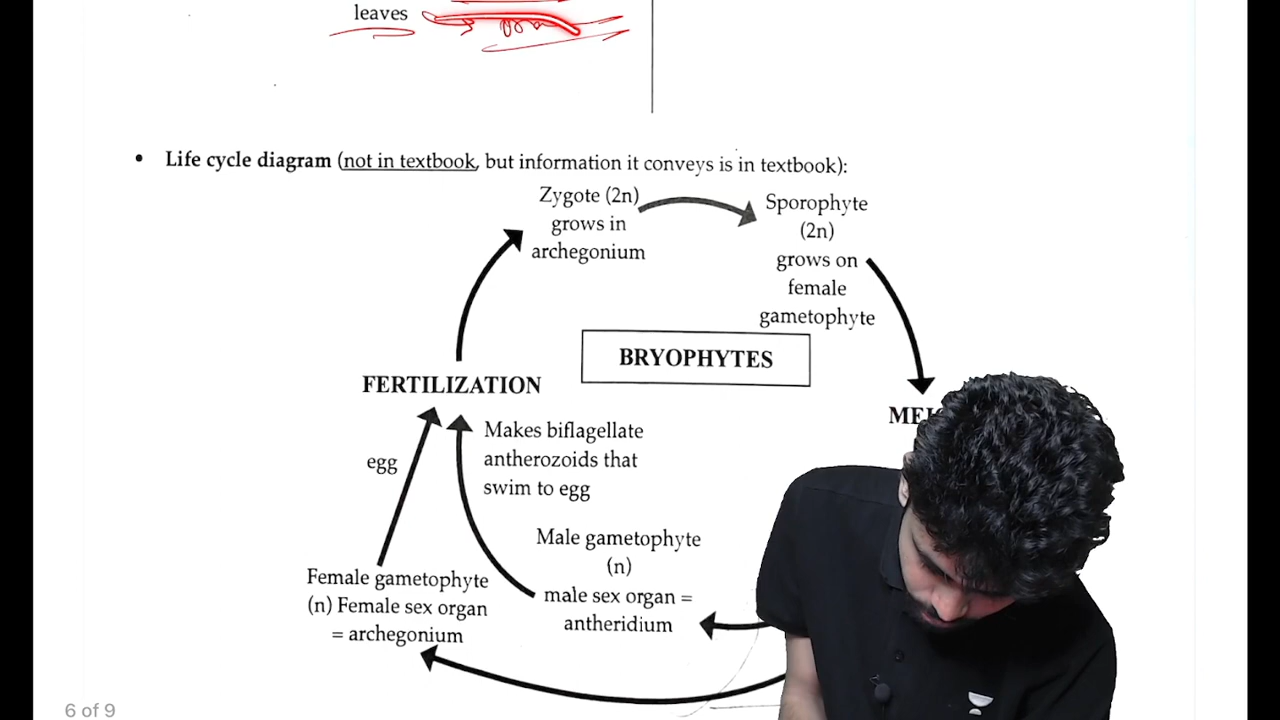 leaves
• Life cycle diagram (not in textbook, but information it conveys is in textbook):
Zygote (2n)
grows in
archegonium
Sporophyte
(2n)
grows on
female
gametophyte
BRYOPHYTES
FERTILIZATION
egg
Makes biflagellate
antherozoids that
swim to egg
Male gametophyte
(n)
male sex organ =
antheridium
Female gametophyte
(n) Female sex organ
= archegonium
6 of 9